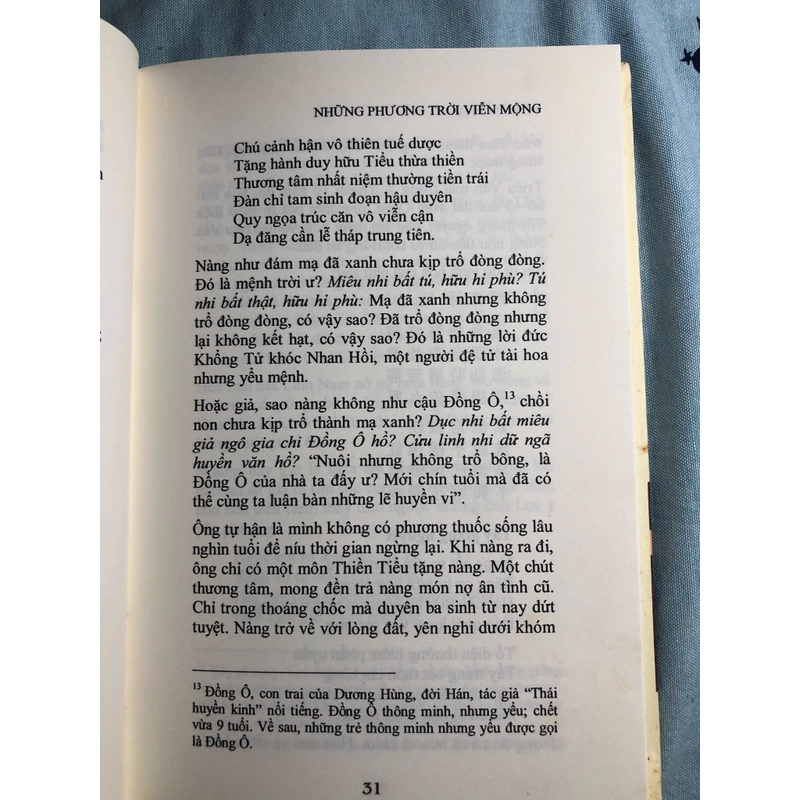 NHỮNG PHƯƠNG TRỜI VIỄN MỘNG
Chú cảnh hận vô thiên tuế dược
Tặng hành duy hữu Tiểu thừa thiền
Thương tâm nhất niệm thường tiền trái
Đàn chỉ tam sinh đoạn hậu duyên
Quy ngọa trúc căn vô viễn cận
Dạ đăng cần lễ tháp trung tiên.
Nàng như đám mạ đã xanh chưa kịp trổ đòng đòng.
Đó là mệnh trời ư? Miêu nhi bất tú, hữu hi phù? Tú
nhi bất thật, hữu hi phù: Mạ đã xanh nhưng không
trổ đòng đòng, có vậy sao? Đã trổ đòng đòng nhưng
lại không kết hạt, có vậy sao? Đó là những lời đức
Khổng Tử khóc Nhan Hồi, một người đệ tử tài hoa
nhưng yểu mệnh.
Hoặc giả, sao nàng không như cậu Đồng Ô,13 chồi
non chưa kịp trổ thành mạ xanh? Dục nhi bất miêu
giả ngô gia chi Đồng Ô hồ? Cửu linh nhi dữ ngã
huyền văn hồ? “Nuôi nhưng không trổ bông, là
Đống Ô của nhà ta đấy ư? Mới chín tuổi mà đã có
thể cùng ta luận bàn những lẽ huyền vi”.
Ông tự hận là mình không có phương thuốc sống lâu
nghìn tuổi để níu thời gian ngừng lại. Khi nàng ra đi,
ông chỉ có một môn Thiền Tiểu tặng nàng. Một chút
thương tâm, mong đền trả nàng món nợ ân tình cũ.
Chỉ trong thoáng chốc mà duyên ba sinh từ nay dứt
tuyệt. Nàng trở về với lòng đất, yên nghỉ dưới khóm
13 Đồng Ô, con trai của Dương Hùng, đời Hán, tác giả “Thái
huyền kinh” nổi tiếng. Đồng Ô thông minh, nhưng yểu; chết
vừa 9 tuổi. Về sau, những trẻ thông minh nhưng yểu được gọi
là Đồng Ô.
31